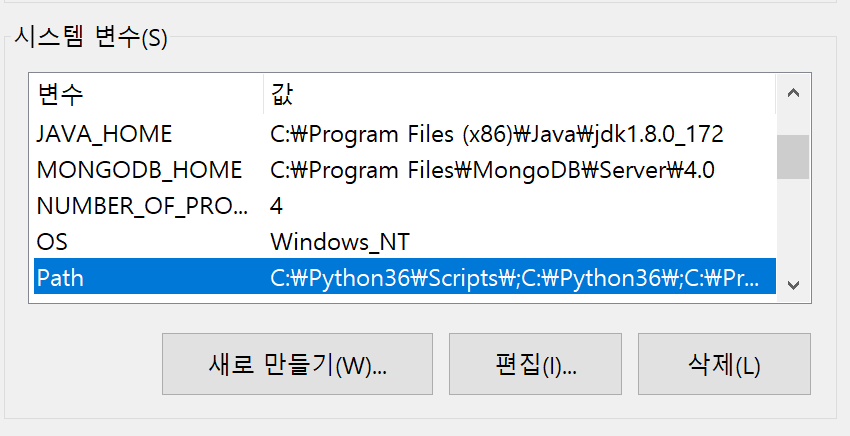 시스템 변수(S)
변수 값
JAVA_HOME C:₩Program Files (x86)₩Java₩jdk1.8.0_172
MONGODB_HOME C:₩Program Files₩MongoDB₩Server₩4.0
NUMBER_OF_PRO... 4
OS Windows_NT
Path C:₩Python36₩Scripts₩;C:₩Python36₩;C:₩Pr...
새로 만들기(W)... 편집(I)... 삭제(L)